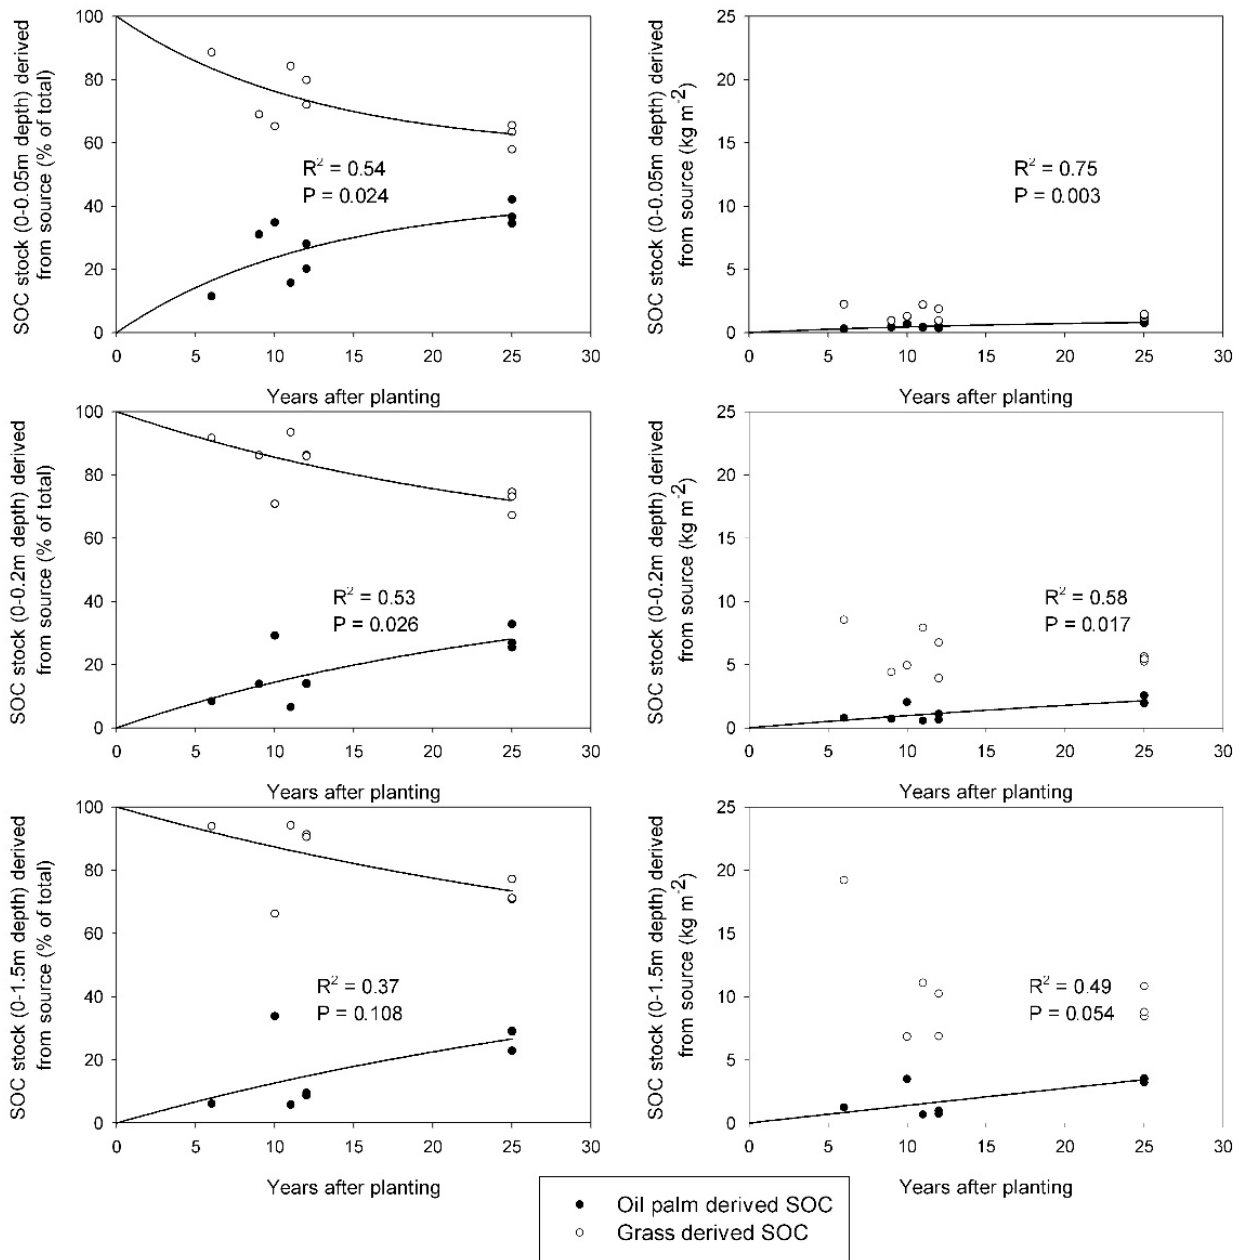 SOC stock (0-0.05m depth) derived
from source (% of total)
100
80
60
40
20
0
R² = 0.54
P = 0.024
0 5 10 15 20 25 30
Years after planting
SOC stock (0-0.05m depth) derived
from source (kg m⁻²)
25
20
15
10
5
0
R² = 0.75
P = 0.003
0 5 10 15 20 25 30
Years after planting
SOC stock (0-0.2m depth) derived
from source (% of total)
100
80
60
40
20
0
R² = 0.53
P = 0.026
0 5 10 15 20 25 30
Years after planting
SOC stock (0-0.2m depth) derived
from source (kg m⁻²)
25
20
15
10
5
0
R² = 0.58
P = 0.017
0 5 10 15 20 25 30
Years after planting
SOC stock (0-1.5m depth) derived
from source (% of total)
100
80
60
40
20
0
R² = 0.37
P = 0.108
0 5 10 15 20 25 30
Years after planting
SOC stock (0-1.5m depth) derived
from source (kg m⁻²)
25
20
15
10
5
0
R² = 0.49
P = 0.054
0 5 10 15 20 25 30
Years after planting
Oil palm derived SOC
Grass derived SOC